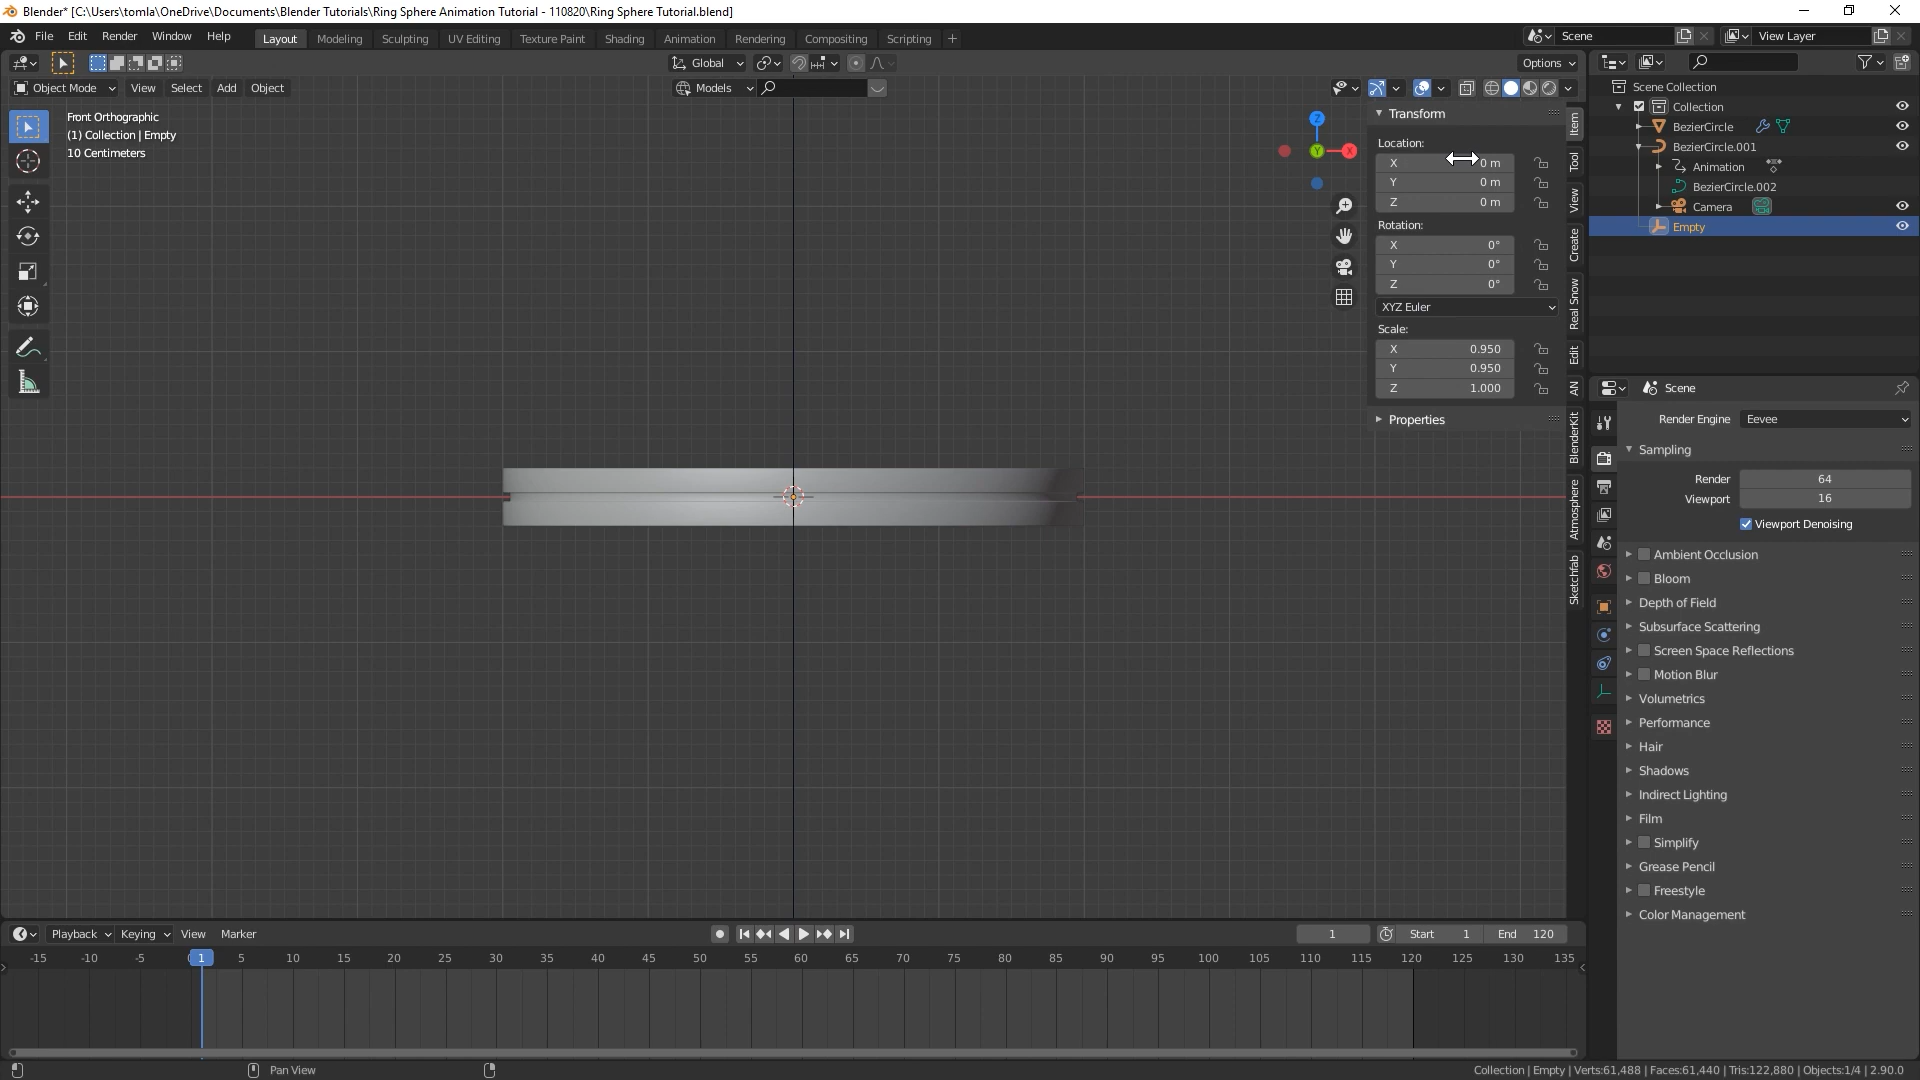 Blender* [C:\Users\tomla\OneDrive\Documents\Blender Tutorials\Ring Sphere Animation Tutorial - 110820\Ring Sphere Tutorial.blend]
File Edit Render Window Help Layout Modeling Sculpting UV Editing Texture Paint Shading Animation Rendering Compositing Scripting + Scene View Layer
Global Options
Object Mode View Select Add Object Models
Front Orthographic
(1) Collection | Empty
10 Centimeters
Z
Y
X
Transform
Location:
X 0 m
Y 0 m
Z 0 m
Rotation:
X 0°
Y 0°
Z 0°
XYZ Euler
Scale:
X 0.950
Y 0.950
Z 1.000
Properties
Item
Tool
View
Create
Real Snow
Edit
AN
BlenderKit
Atmosphere
Sketchfab
Scene Collection
Collection
BezierCircle
BezierCircle.001
Animation
BezierCircle.002
Camera
Empty
Scene
Render Engine Eevee
Sampling
Render 64
Viewport 16
Viewport Denoising
Ambient Occlusion
Bloom
Depth of Field
Subsurface Scattering
Screen Space Reflections
Motion Blur
Volumetrics
Performance
Hair
Shadows
Indirect Lighting
Film
Simplify
Grease Pencil
Freestyle
Color Management
Playback Keying View Marker 1 Start 1 End 120
-15 -10 -5 1 5 10 15 20 25 30 35 40 45 50 55 60 65 70 75 80 85 90 95 100 105 110 115 120 125 130 135
Pan View
Collection | Empty | Verts:61,488 | Faces:61,440 | Tris:122,880 | Objects:1/4 | 2.90.0